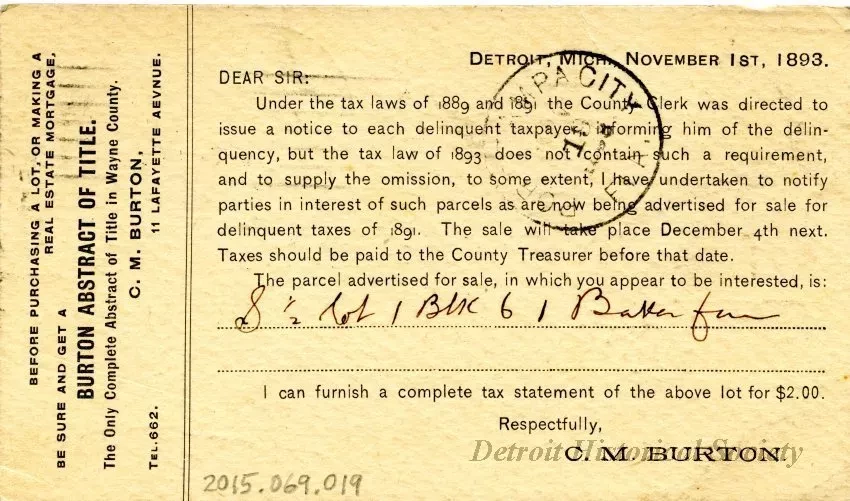 BEFORE PURCHASING A LOT, OR MAKING A
REAL ESTATE MORTGAGE,
BE SURE AND GET A
BURTON ABSTRACT OF TITLE.
The Only Complete Abstract of Title in Wayne County.
C. M. BURTON,
11 LAFAYETTE AEVNUE.
TEL. 662.
DETROIT, MICH., NOVEMBER 1ST, 1893.
DEAR SIR:
Under the tax laws of 1889 and 1891 the County Clerk was directed to
issue a notice to each delinquent taxpayer, informing him of the delin-
quency, but the tax law of 1893 does not contain such a requirement,
and to supply the omission, to some extent, I have undertaken to notify
parties in interest of such parcels as are now being advertised for sale for
delinquent taxes of 1891. The sale will take place December 4th next.
Taxes should be paid to the County Treasurer before that date.
The parcel advertised for sale, in which you appear to be interested, is:
S ½ lot 1 Blk 61 Baker farm
I can furnish a complete tax statement of the above lot for $2.00.
Respectfully,
C. M. BURTON.
Detroit Historical Society
2015.069.019
CITY